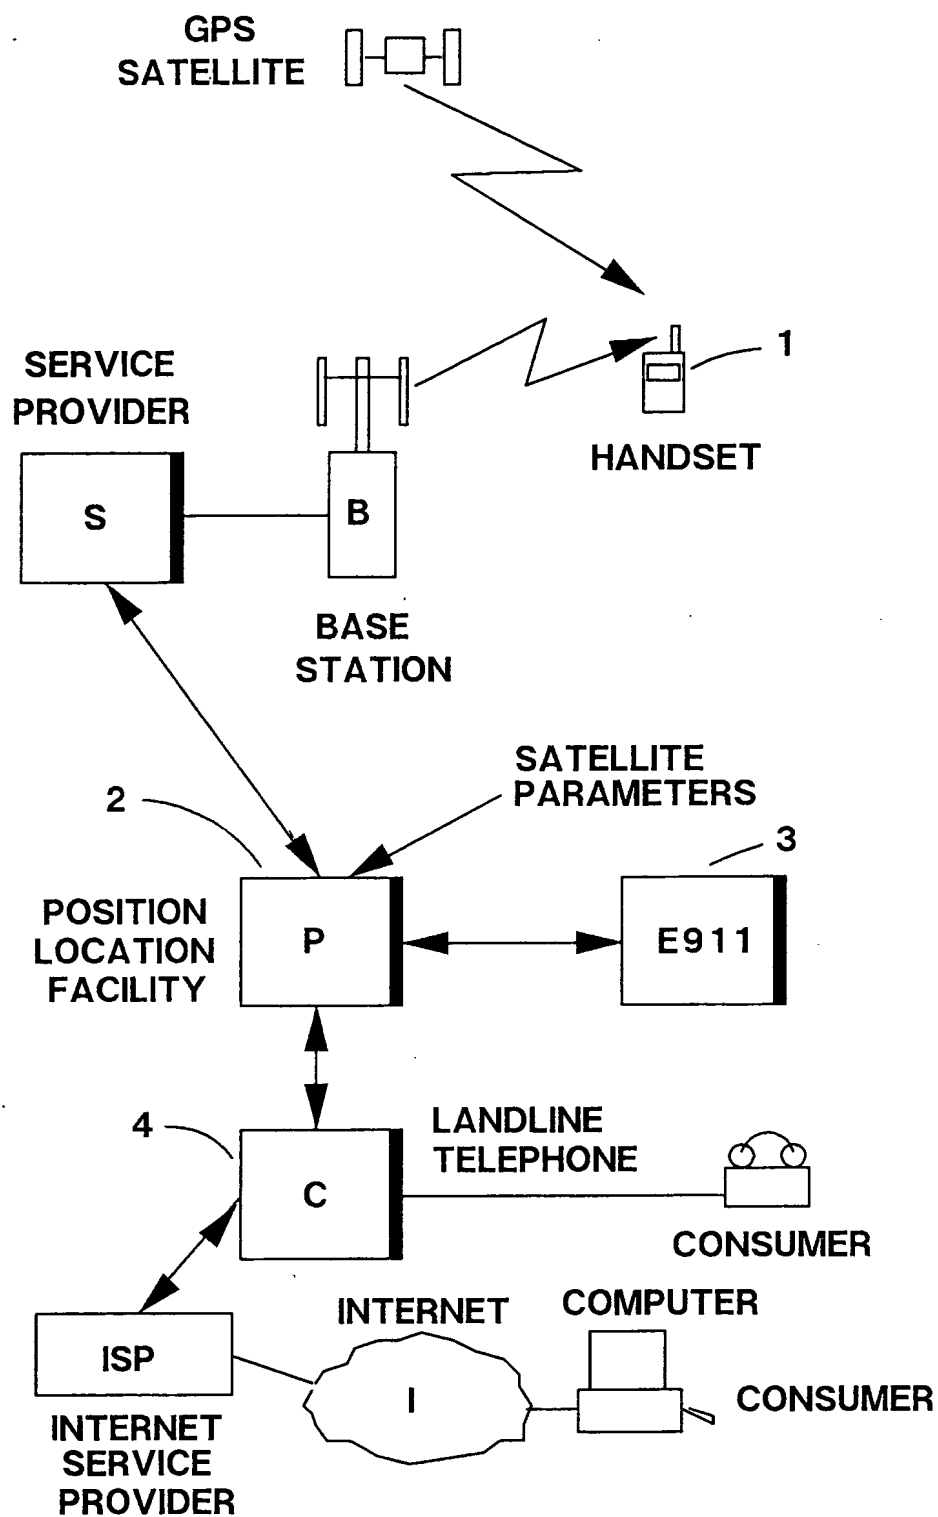 GPS
SATELLITE
1
SERVICE
PROVIDER
HANDSET
S
B
BASE
STATION
SATELLITE
PARAMETERS
2
3
POSITION
LOCATION
FACILITY
P
E911
4
LANDLINE
TELEPHONE
C
CONSUMER
INTERNET
COMPUTER
ISP
I
CONSUMER
INTERNET
SERVICE
PROVIDER